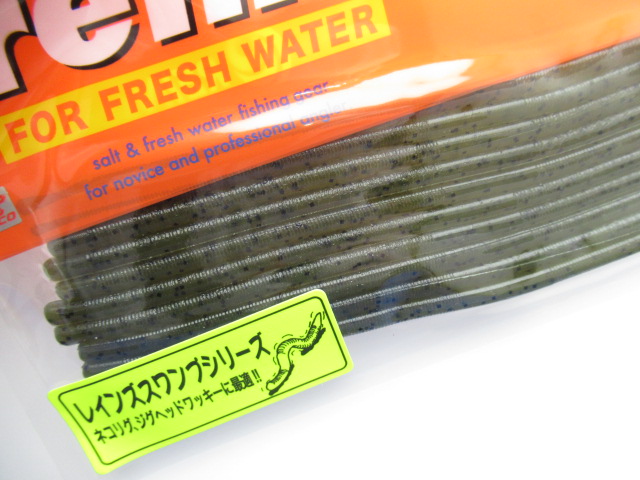 FOR FRESH WATER
salt & fresh water fishing gear
for novice and professional angler
レインズスワンプシリーズ
ネコリグ、ジグヘッドワッキーに最適!!